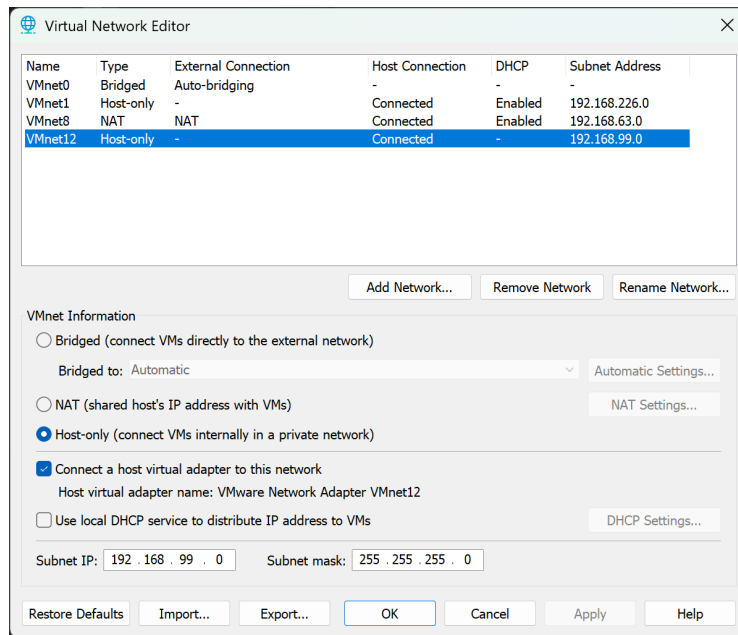 Virtual Network Editor
Name Type External Connection Host Connection DHCP Subnet Address
VMnet0 Bridged Auto-bridging - - -
VMnet1 Host-only - Connected Enabled 192.168.226.0
VMnet8 NAT NAT Connected Enabled 192.168.63.0
VMnet12 Host-only - Connected - 192.168.99.0
Add Network... Remove Network Rename Network...
VMnet Information
Bridged (connect VMs directly to the external network)
Bridged to: Automatic Automatic Settings...
NAT (shared host's IP address with VMs) NAT Settings...
Host-only (connect VMs internally in a private network)
Connect a host virtual adapter to this network
Host virtual adapter name: VMware Network Adapter VMnet12
Use local DHCP service to distribute IP address to VMs DHCP Settings...
Subnet IP: 192 . 168 . 99 . 0 Subnet mask: 255 . 255 . 255 . 0
Restore Defaults Import... Export... OK Cancel Apply Help